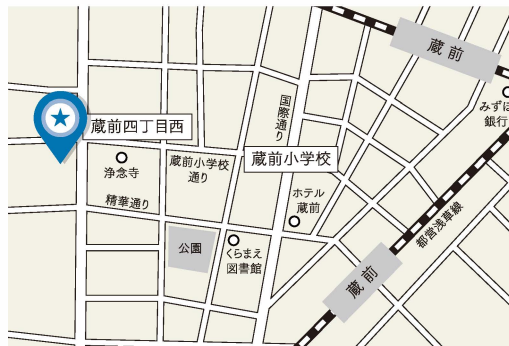 蔵前
みずほ
銀行
国際通り
蔵前四丁目西
蔵前小学校
通り
蔵前小学校
浄念寺
精華通り
ホテル
蔵前
都営浅草線
公園
くらまえ
図書館
蔵前